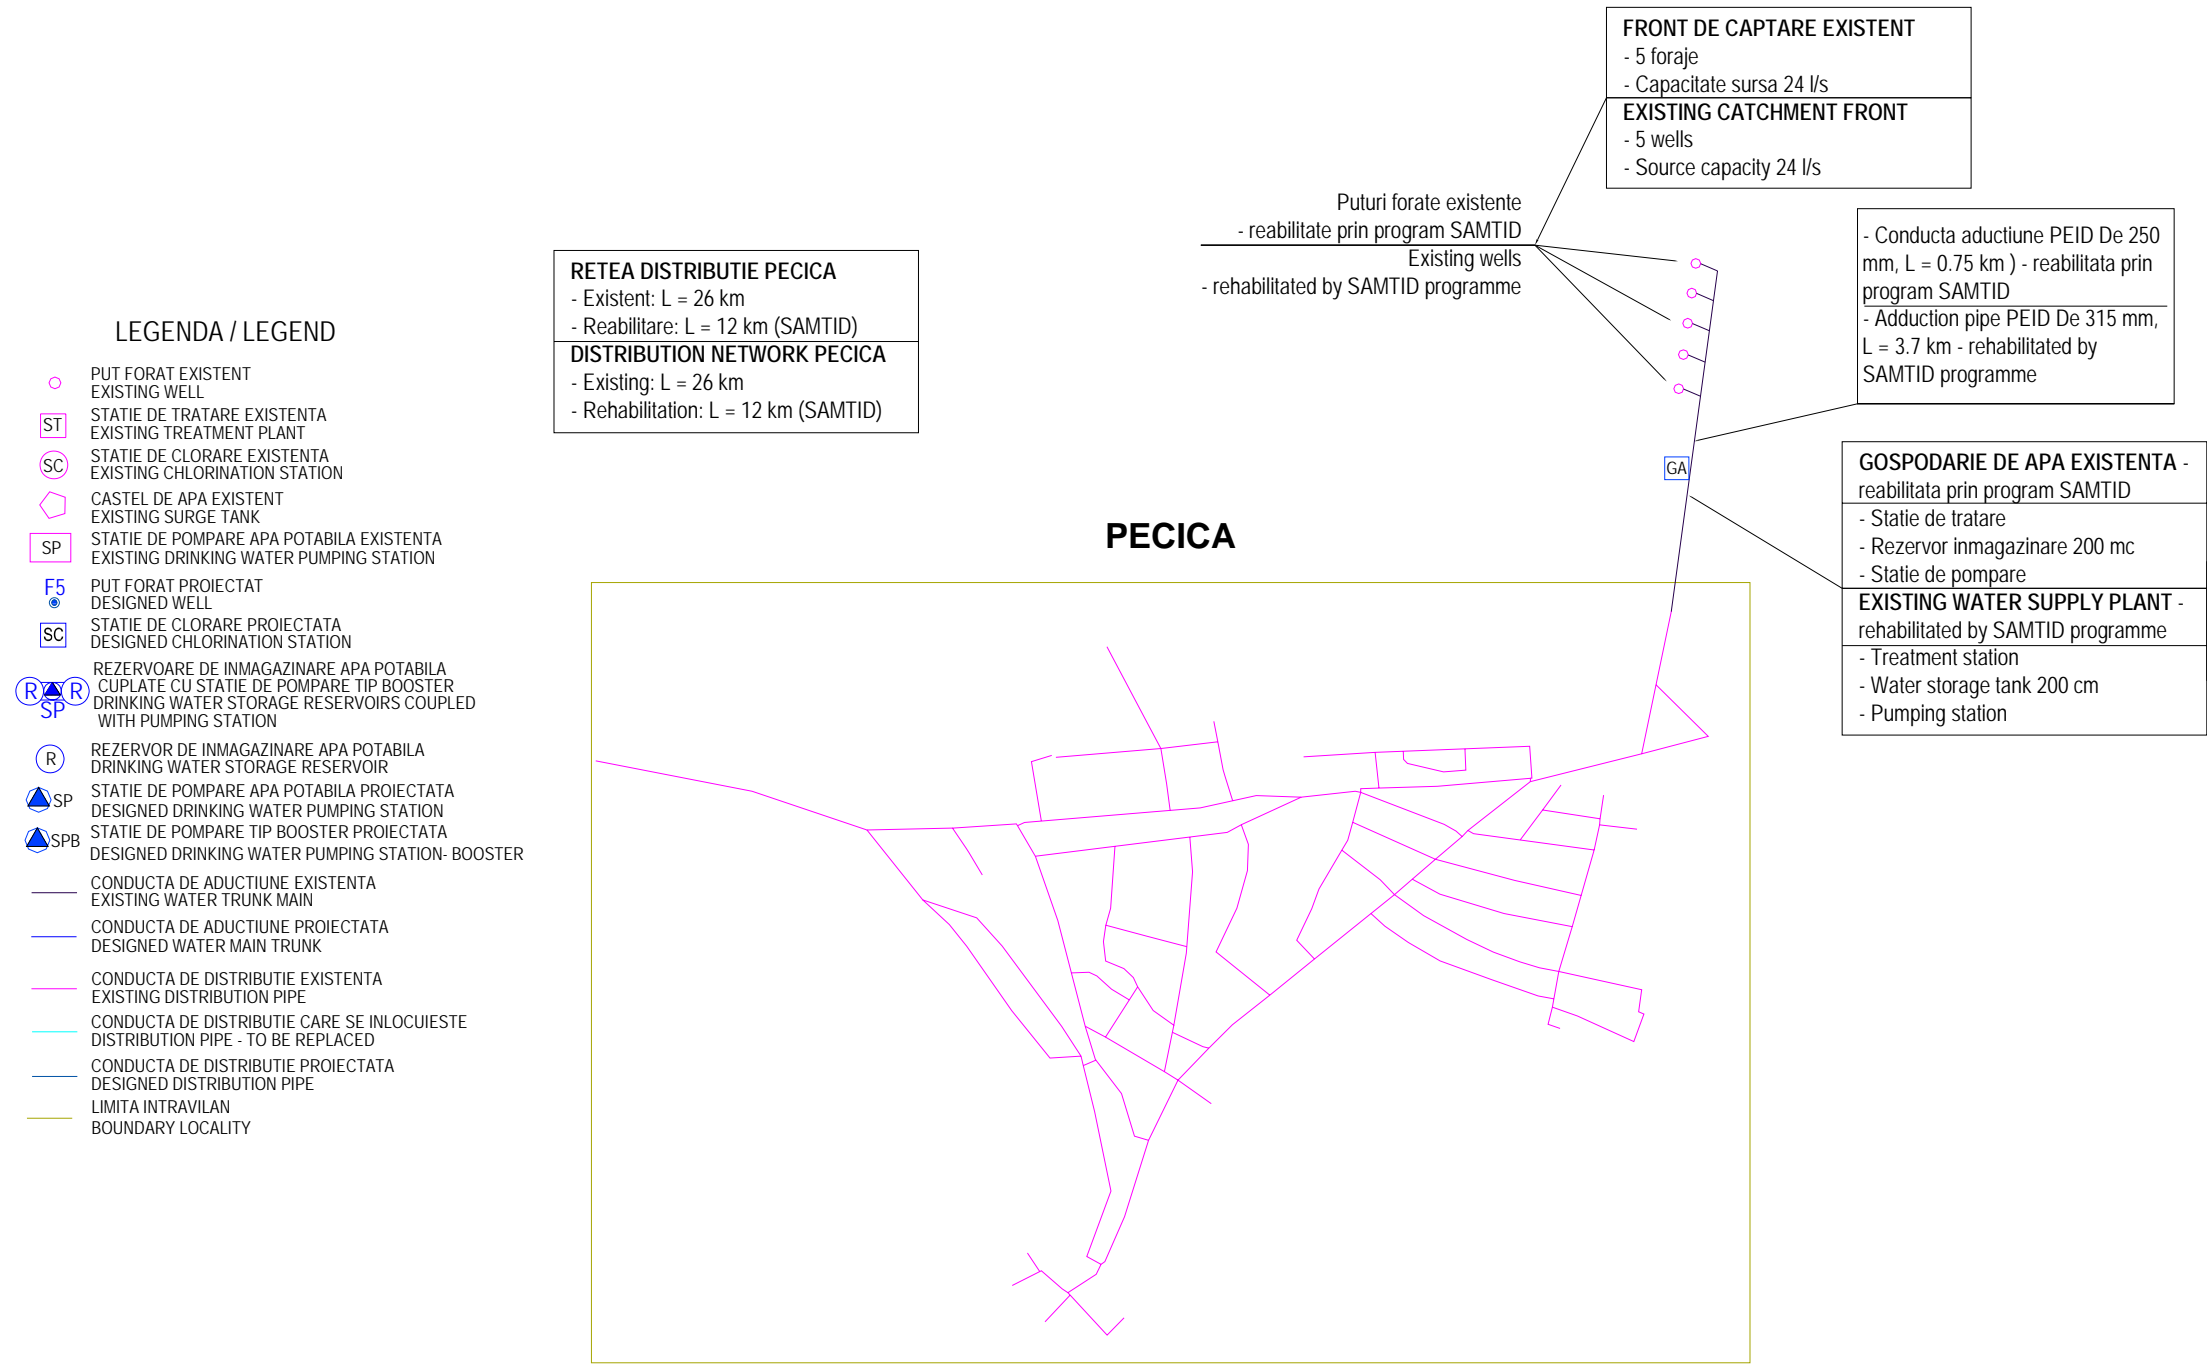 FRONT DE CAPTARE EXISTENT
- 5 foraje
- Capacitate sursa 24 l/s
EXISTING CATCHMENT FRONT
- 5 wells
- Source capacity 24 l/s
Puturi forate existente
- reabilitate prin program SAMTID
Existing wells
- rehabilitated by SAMTID programme
- Conducta aductiune PEID De 250
mm, L = 0.75 km ) - reabilitata prin
program SAMTID
- Adduction pipe PEID De 315 mm,
L = 3.7 km - rehabilitated by
SAMTID programme
RETEA DISTRIBUTIE PECICA
- Existent: L = 26 km
- Reabilitare: L = 12 km (SAMTID)
DISTRIBUTION NETWORK PECICA
- Existing: L = 26 km
- Rehabilitation: L = 12 km (SAMTID)
GA
GOSPODARIE DE APA EXISTENTA -
reabilitata prin program SAMTID
- Statie de tratare
- Rezervor inmagazinare 200 mc
- Statie de pompare
EXISTING WATER SUPPLY PLANT -
rehabilitated by SAMTID programme
- Treatment station
- Water storage tank 200 cm
- Pumping station
PECICA
LEGENDA / LEGEND
PUT FORAT EXISTENT
EXISTING WELL
ST
STATIE DE TRATARE EXISTENTA
EXISTING TREATMENT PLANT
SC
STATIE DE CLORARE EXISTENTA
EXISTING CHLORINATION STATION
CASTEL DE APA EXISTENT
EXISTING SURGE TANK
SP
STATIE DE POMPARE APA POTABILA EXISTENTA
EXISTING DRINKING WATER PUMPING STATION
F5
PUT FORAT PROIECTAT
DESIGNED WELL
SC
STATIE DE CLORARE PROIECTATA
DESIGNED CHLORINATION STATION
R R
SP
REZERVOARE DE INMAGAZINARE APA POTABILA
CUPLATE CU STATIE DE POMPARE TIP BOOSTER
DRINKING WATER STORAGE RESERVOIRS COUPLED
WITH PUMPING STATION
R
REZERVOR DE INMAGAZINARE APA POTABILA
DRINKING WATER STORAGE RESERVOIR
SP
STATIE DE POMPARE APA POTABILA PROIECTATA
DESIGNED DRINKING WATER PUMPING STATION
SPB
STATIE DE POMPARE TIP BOOSTER PROIECTATA
DESIGNED DRINKING WATER PUMPING STATION- BOOSTER
CONDUCTA DE ADUCTIUNE EXISTENTA
EXISTING WATER TRUNK MAIN
CONDUCTA DE ADUCTIUNE PROIECTATA
DESIGNED WATER MAIN TRUNK
CONDUCTA DE DISTRIBUTIE EXISTENTA
EXISTING DISTRIBUTION PIPE
CONDUCTA DE DISTRIBUTIE CARE SE INLOCUIESTE
DISTRIBUTION PIPE - TO BE REPLACED
CONDUCTA DE DISTRIBUTIE PROIECTATA
DESIGNED DISTRIBUTION PIPE
LIMITA INTRAVILAN
BOUNDARY LOCALITY